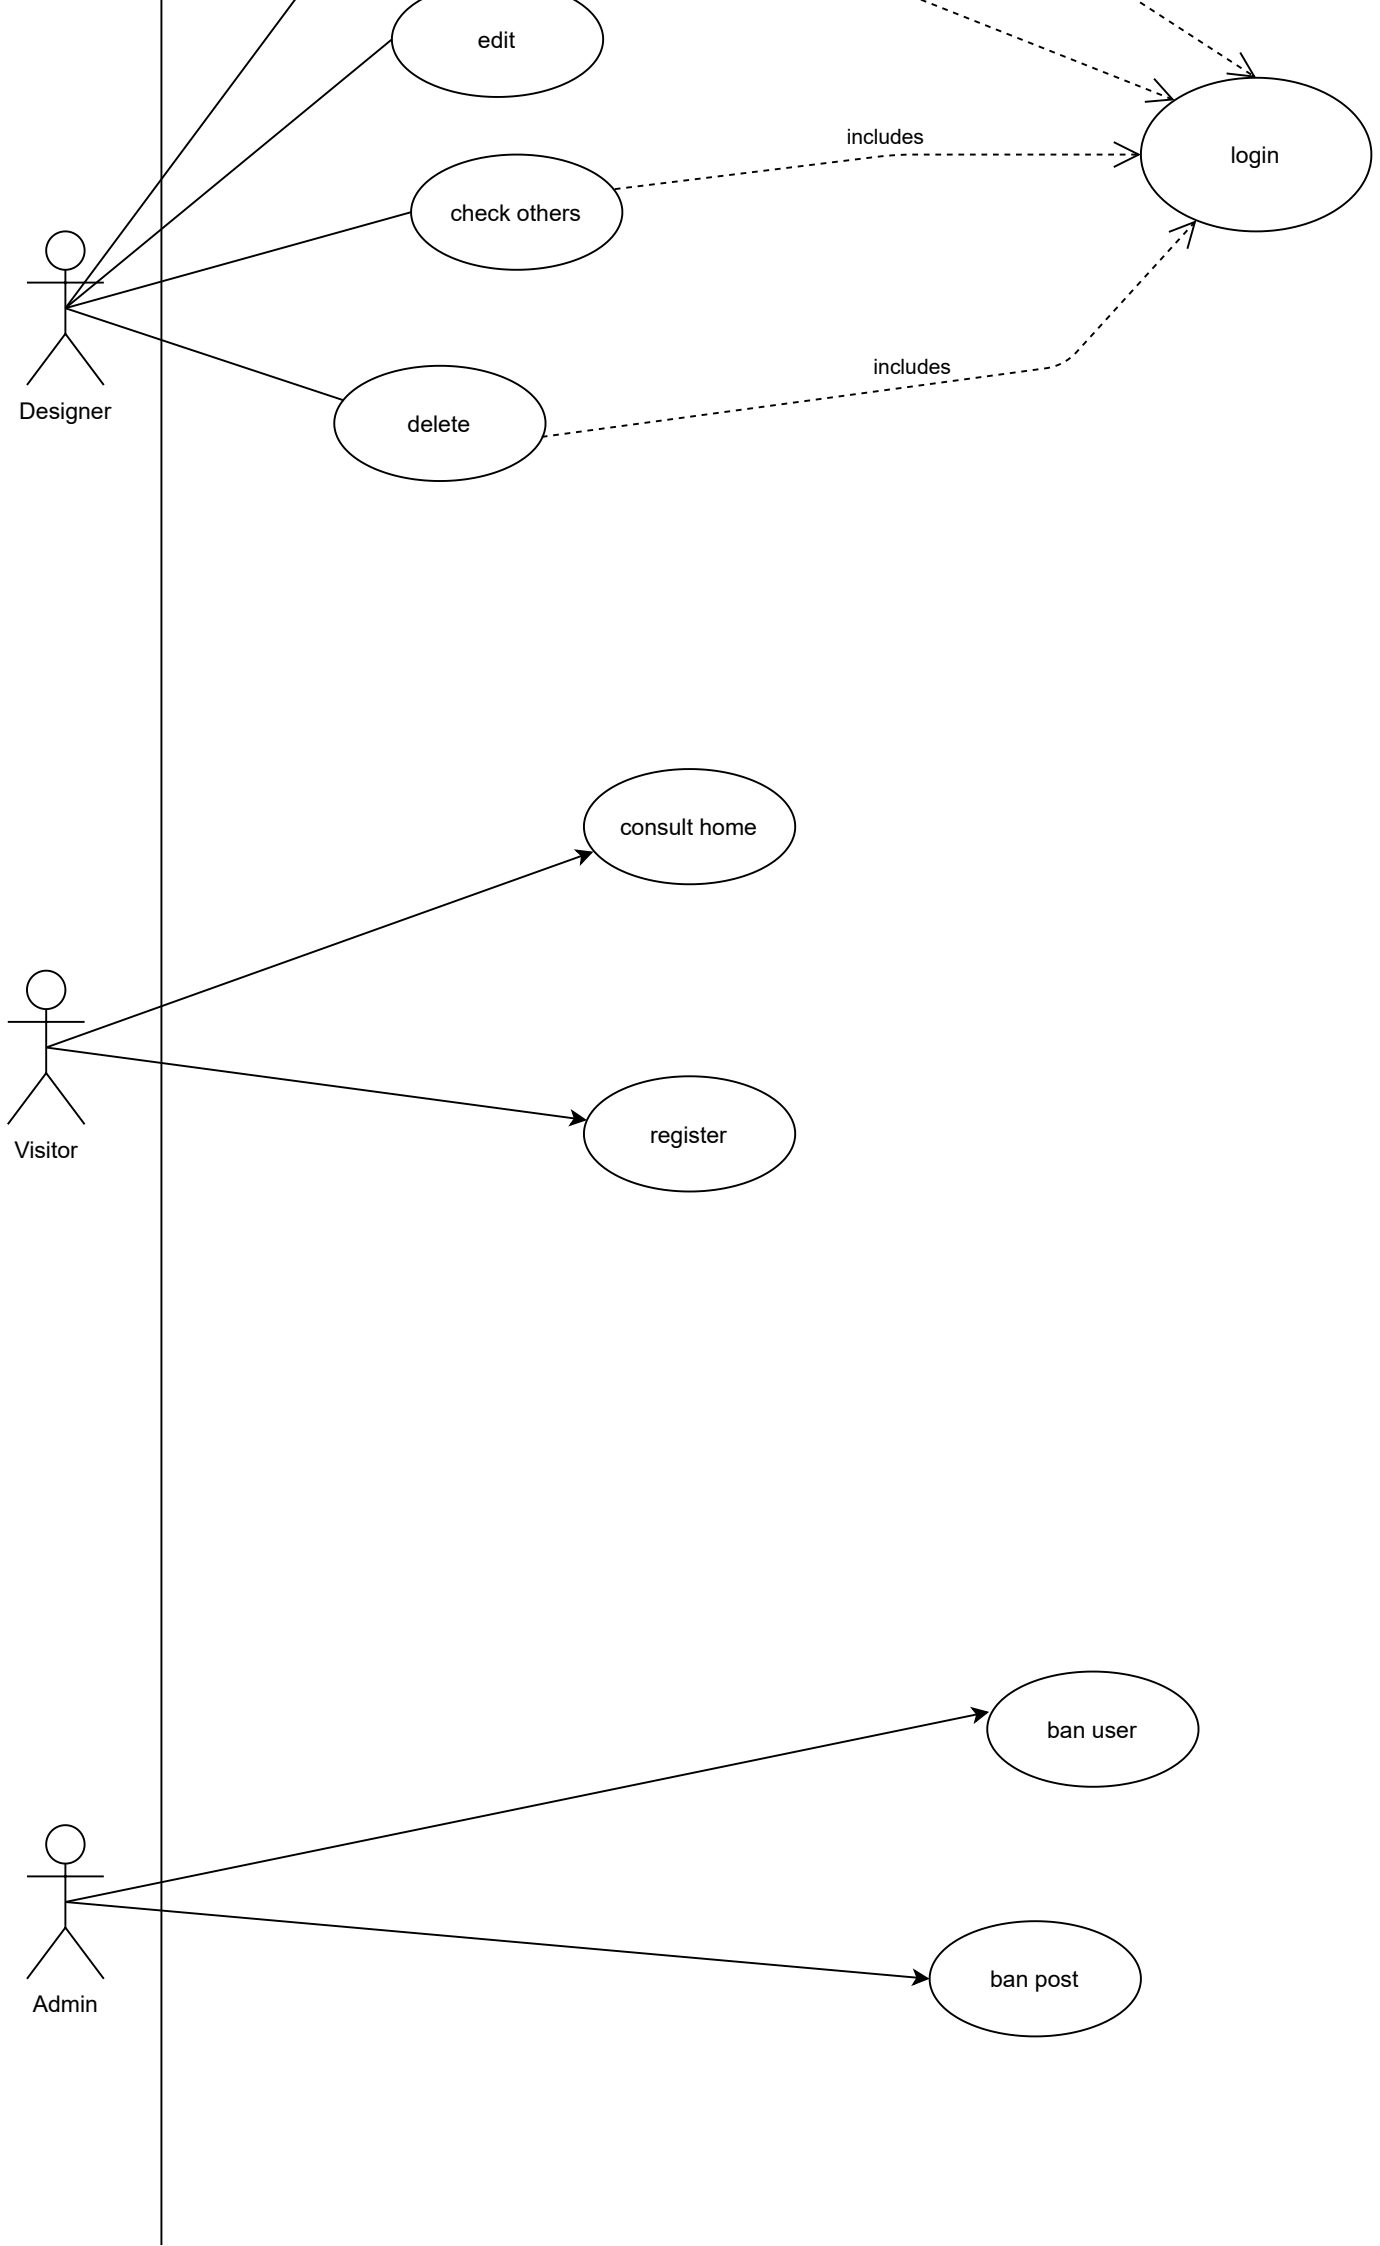 edit
includes
login
check others
includes
Designer
delete
consult home
Visitor
register
ban user
ban post
Admin